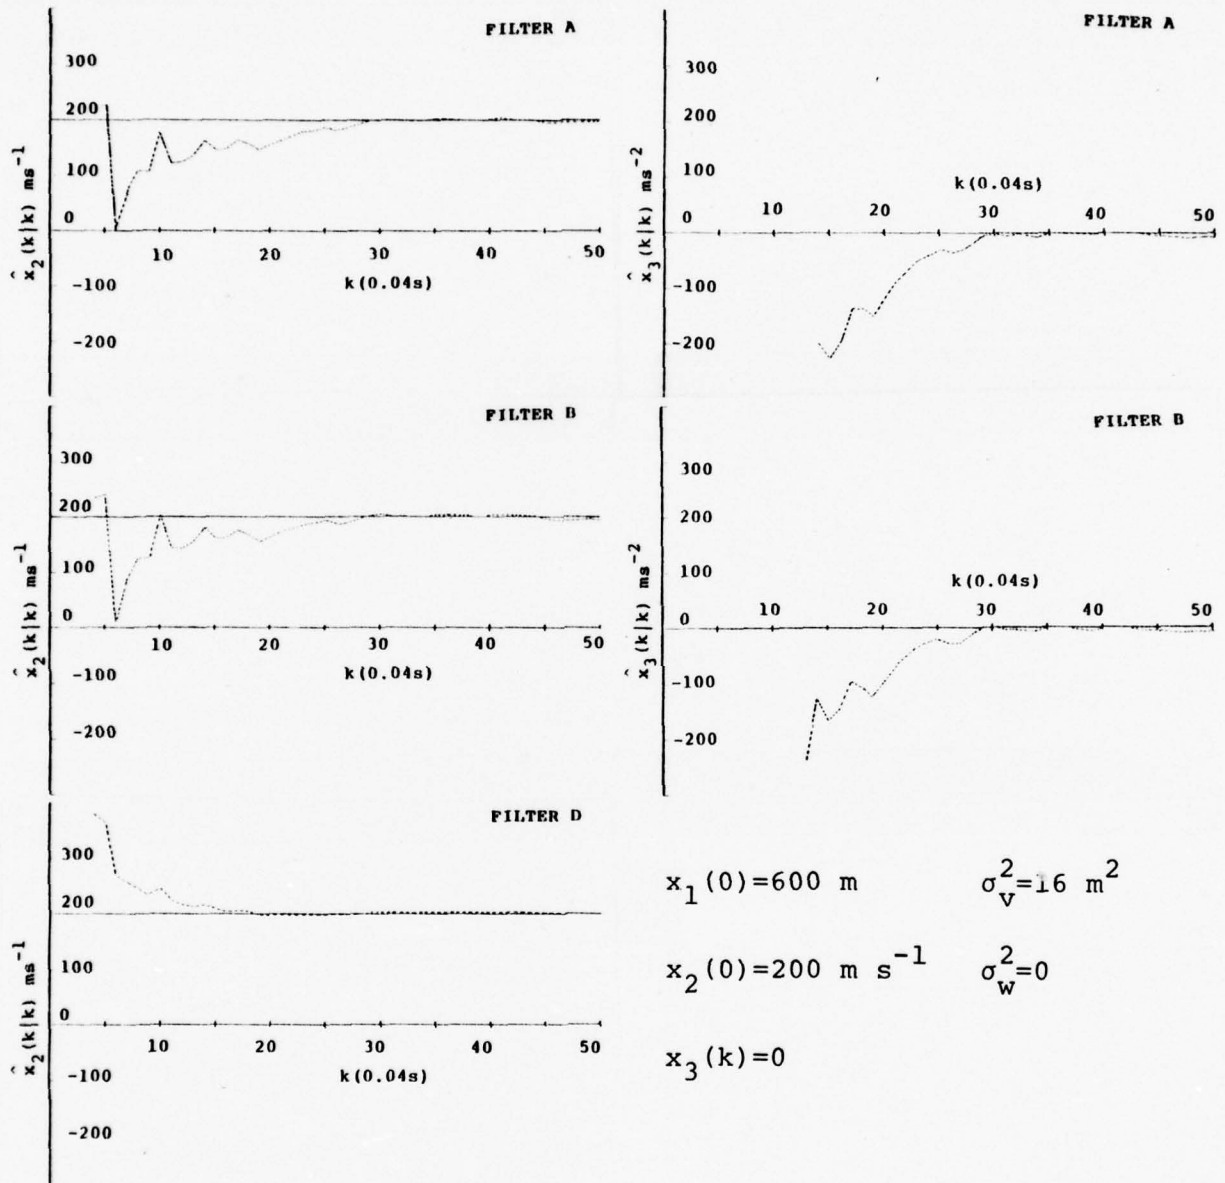 FILTER A
300
200
100
0
-100
-200
10 20 30 40 50
k(0.04s)
x̂₂(k|k) ms⁻¹
FILTER A
300
200
100
0
-100
-200
k(0.04s)
10 20 30 40 50
x̂₃(k|k) ms⁻²
FILTER B
300
200
100
0
-100
-200
10 20 30 40 50
k(0.04s)
x̂₂(k|k) ms⁻¹
FILTER B
300
200
100
0
-100
-200
k(0.04s)
10 20 30 40 50
x̂₃(k|k) ms⁻²
FILTER D
300
200
100
0
-100
-200
10 20 30 40 50
k(0.04s)
x̂₂(k|k) ms⁻¹
x₁(0)=600 m σᵥ²=16 m²
x₂(0)=200 m s⁻¹ σ_w²=0
x₃(k)=0